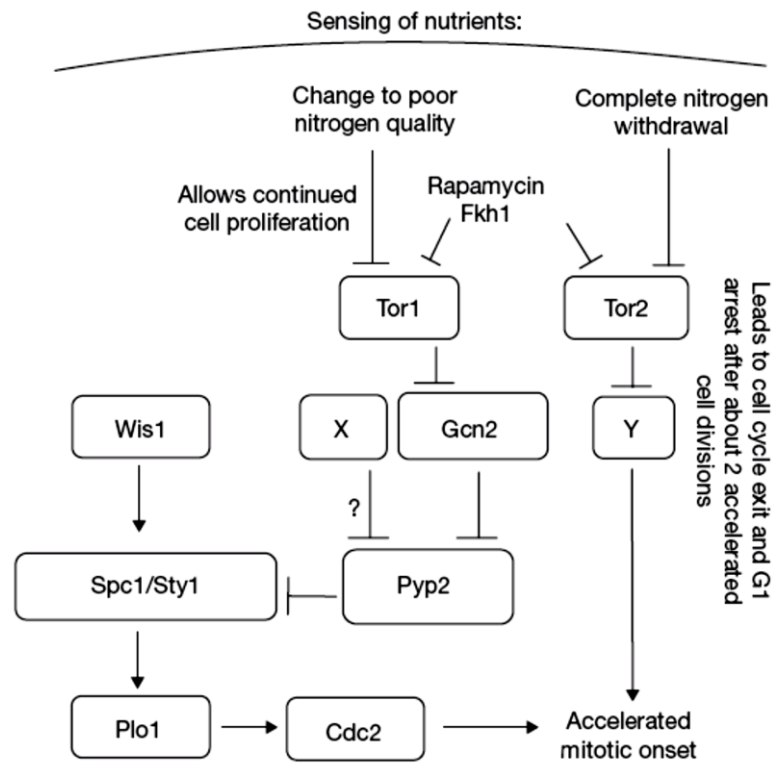 Sensing of nutrients:
Change to poor
nitrogen quality
Complete nitrogen
withdrawal
Allows continued
cell proliferation
Rapamycin
Fkh1
Tor1
Tor2
Leads to cell cycle exit and G1
arrest after about 2 accelerated
cell divisions
Wis1
X
Gcn2
Y
?
Spc1/Sty1
Pyp2
Plo1
Cdc2
Accelerated
mitotic onset